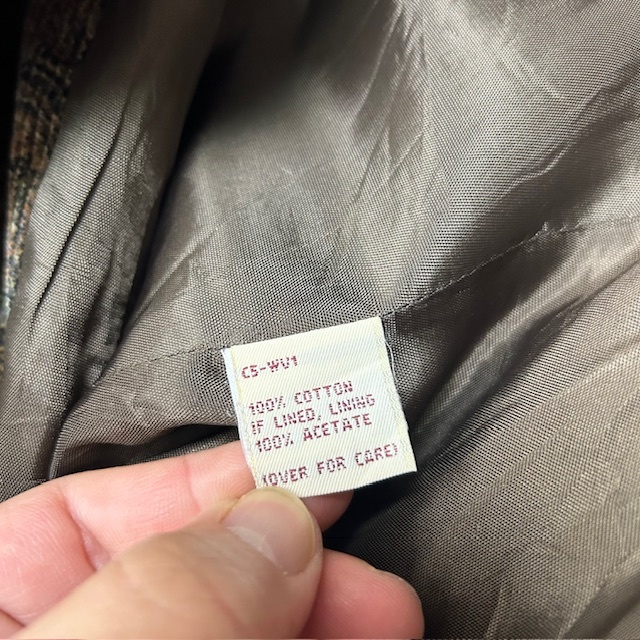 CS-WV1
100% COTTON
IF LINED, LINING
100% ACETATE
(OVER FOR CARE)